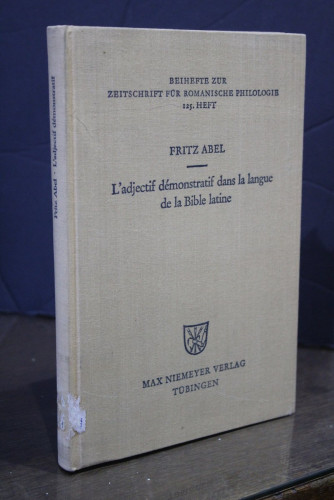 BEIHEFTE ZUR
ZEITSCHRIFT FÜR ROMANISCHE PHILOLOGIE
125. HEFT
FRITZ ABEL
L'adjectif démonstratif dans la langue
de la Bible latine
MAX NIEMEYER VERLAG
TÜBINGEN
Fritz Abel · L'adjectif démonstratif